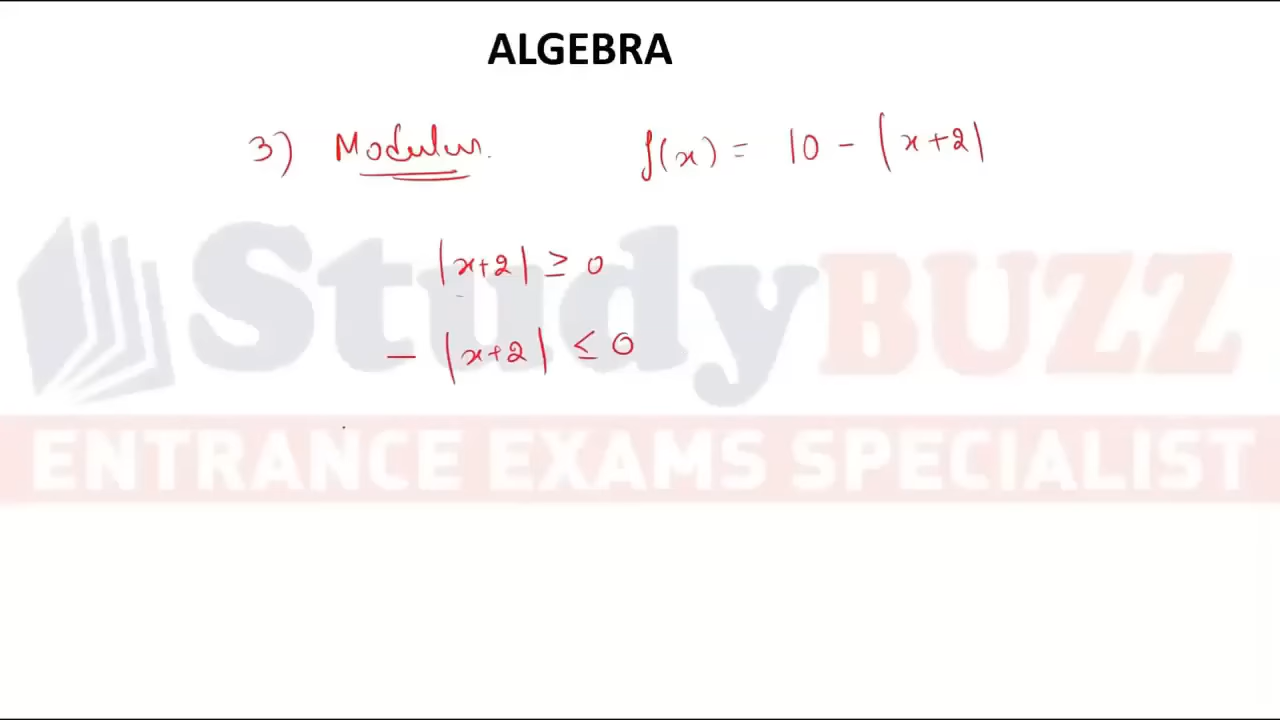 ALGEBRA
3) Modulus. f(x) = 10 - |x+2|
|x+2| ≥ 0
- |x+2| ≤ 0
StudyBUZZ
ENTRANCE EXAMS SPECIALIST